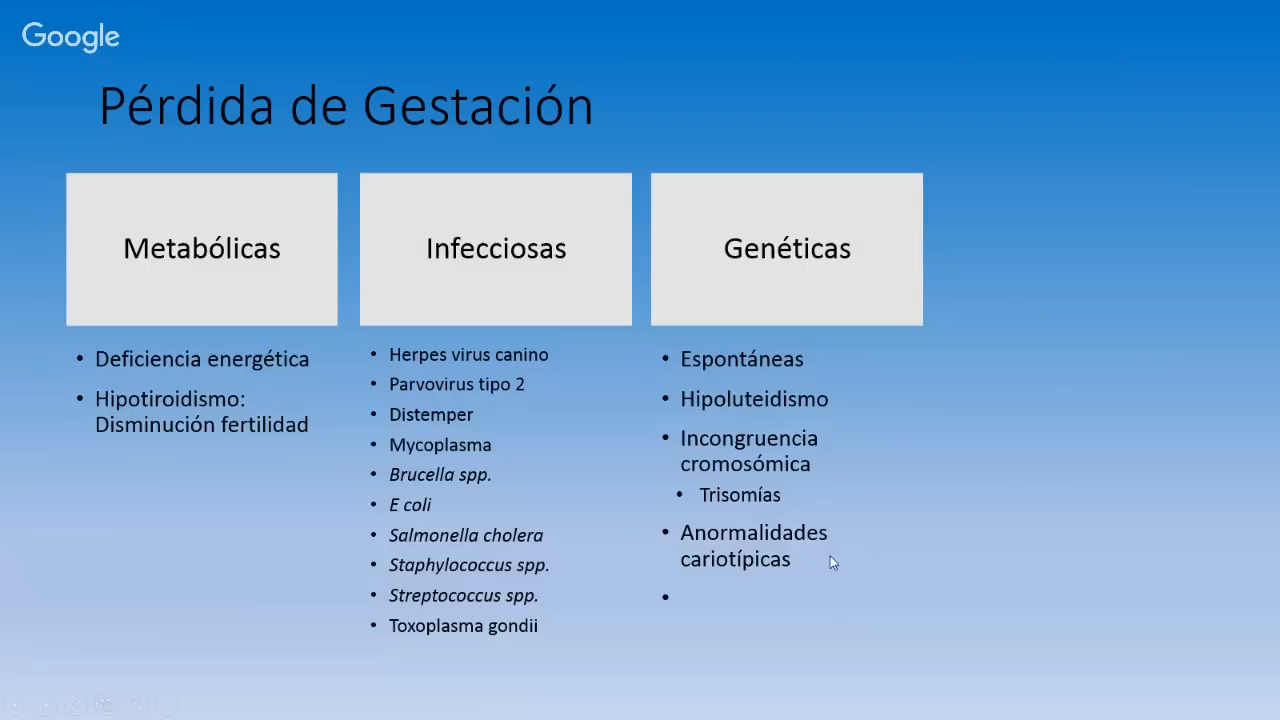 Google
Pérdida de Gestación
Metabólicas
• Deficiencia energética
• Hipotiroidismo:
Disminución fertilidad
Infecciosas
• Herpes virus canino
• Parvovirus tipo 2
• Distemper
• Mycoplasma
• Brucella spp.
• E coli
• Salmonella cholera
• Staphylococcus spp.
• Streptococcus spp.
• Toxoplasma gondii
Genéticas
• Espontáneas
• Hipoluteidismo
• Incongruencia
cromosómica
• Trisomías
• Anormalidades
cariotípicas
•